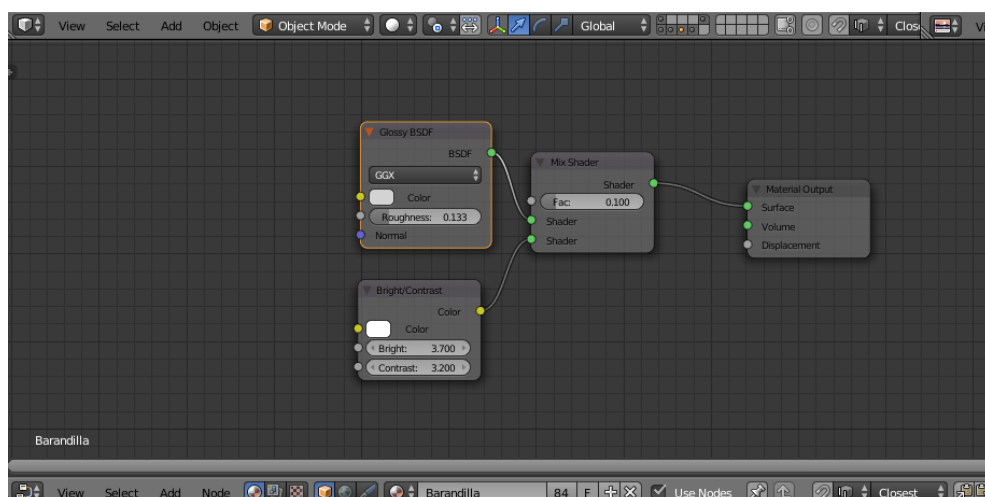 View Select Add Object Object Mode Global Clos
Glossy BSDF
BSDF
GGX
Color
Roughness: 0.133
Normal
Mix Shader
Shader
Fac: 0.100
Shader
Shader
Material Output
Surface
Volume
Displacement
Bright/Contrast
Color
Color
Bright: 3.700
Contrast: 3.200
Barandilla
View Select Add Node Barandilla 84 F Use Nodes Closest